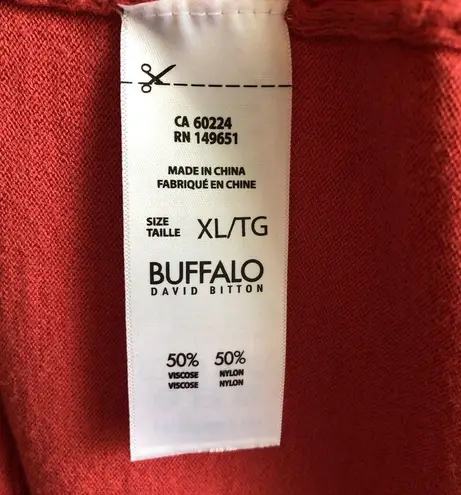 CA 60224
RN 149651
MADE IN CHINA
FABRIQUÉ EN CHINE
SIZE
TAILLE XL/TG
BUFFALO
DAVID BITTON
50% 50%
VISCOSE NYLON
VISCOSE NYLON